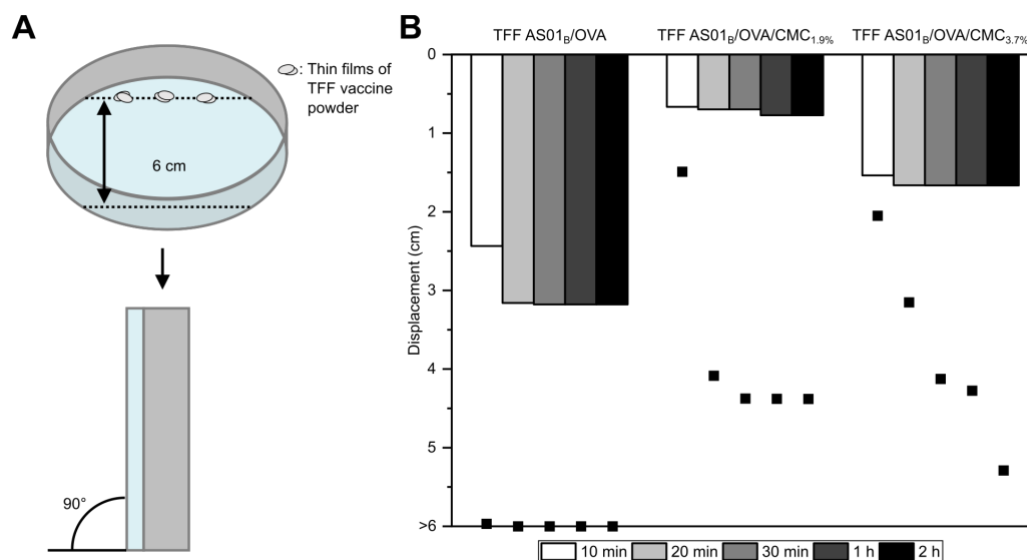 A
: Thin films of
TFF vaccine
powder
6 cm
90°
B
TFF AS01B/OVA
TFF AS01B/OVA/CMC1.9%
TFF AS01B/OVA/CMC3.7%
Displacement (cm)
0
1
2
3
4
5
>6
10 min 20 min 30 min 1 h 2 h